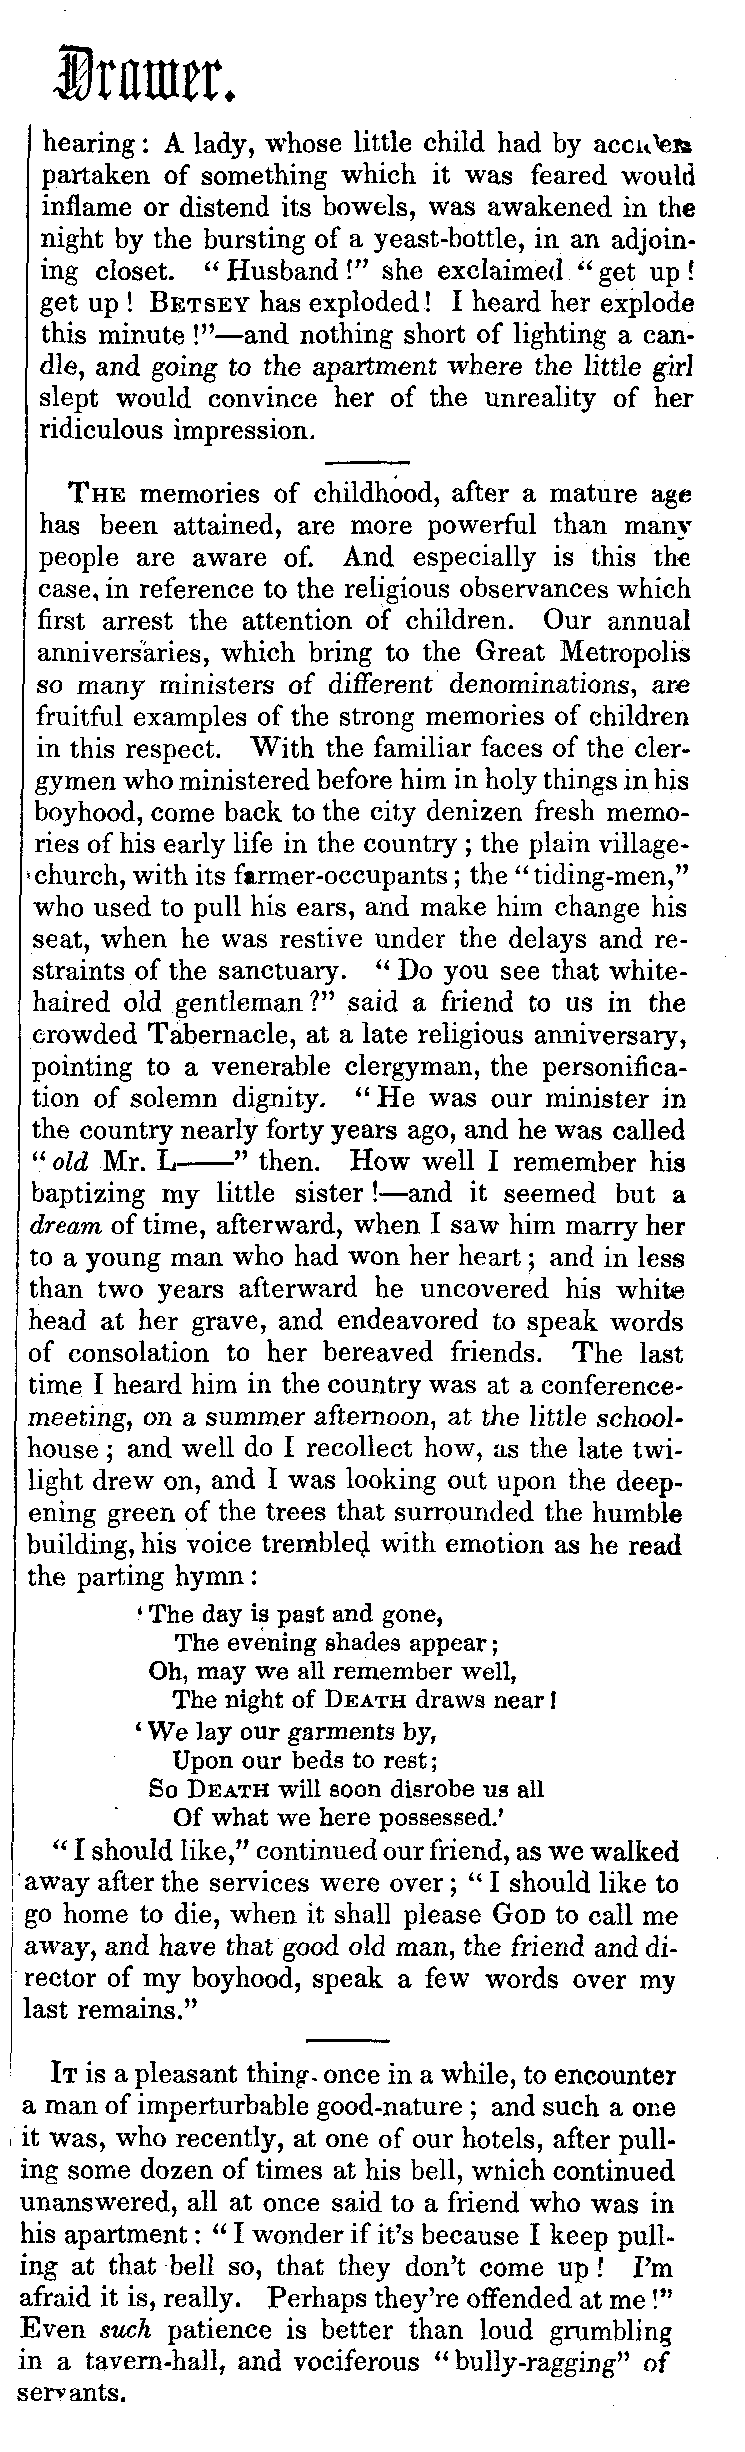 Drawer.
hearing: A lady, whose little child had by
partaken of something which it was feared would
inflame or distend its bowels, was awakened in the
night by the bursting of a yeast-bottle, in an adjoin-
ing closet. “Husband!” she exclaimed “get up!
get up! BETSEY has exploded! I heard her explode
this minute!”—and nothing short of lighting a can-
dle, and going to the apartment where the little girl
slept would convince her of the unreality of her
ridiculous impression.
THE memories of childhood, after a mature age
has been attained, are more powerful than many
people are aware of. And especially is this the
case, in reference to the religious observances which
first arrest the attention of children. Our annual
anniversaries, which bring to the Great Metropolis
so many ministers of different denominations, are
fruitful examples of the strong memories of children
in this respect. With the familiar faces of the cler-
gymen who ministered before him in holy things in his
boyhood, come back to the city denizen fresh memo-
ries of his early life in the country; the plain village-
church, with its farmer-occupants; the “tiding-men,”
who used to pull his ears, and make him change his
seat, when he was restive under the delays and re-
straints of the sanctuary. “Do you see that white-
haired old gentleman?” said a friend to us in the
crowded Tabernacle, at a late religious anniversary,
pointing to a venerable clergyman, the personifica-
tion of solemn dignity. “He was our minister in
the country nearly forty years ago, and he was called
“old Mr. L——” then. How well I remember his
baptizing my little sister!—and it seemed but a
dream of time, afterward, when I saw him marry her
to a young man who had won her heart; and in less
than two years afterward he uncovered his white
head at her grave, and endeavored to speak words
of consolation to her bereaved friends. The last
time I heard him in the country was at a conference-
meeting, on a summer afternoon, at the little school-
house; and well do I recollect how, as the late twi-
light drew on, and I was looking out upon the deep-
ening green of the trees that surrounded the humble
building, his voice trembled with emotion as he read
the parting hymn:
‘The day is past and gone,
The evening shades appear;
Oh, may we all remember well,
The night of DEATH draws near!
‘We lay our garments by,
Upon our beds to rest;
So DEATH will soon disrobe us all
Of what we here possessed.’
“I should like,” continued our friend, as we walked
away after the services were over; “I should like to
go home to die, when it shall please GOD to call me
away, and have that good old man, the friend and di-
rector of my boyhood, speak a few words over my
last remains.”
IT is a pleasant thing, once in a while, to encounter
a man of imperturbable good-nature; and such a one
it was, who recently, at one of our hotels, after pull-
ing some dozen of times at his bell, which continued
unanswered, all at once said to a friend who was in
his apartment: “I wonder if it’s because I keep pull-
ing at that bell so, that they don’t come up! I’m
afraid it is, really. Perhaps they’re offended at me!”
Even such patience is better than loud grumbling
in a tavern-hall, and vociferous “bully-ragging” of
servants.